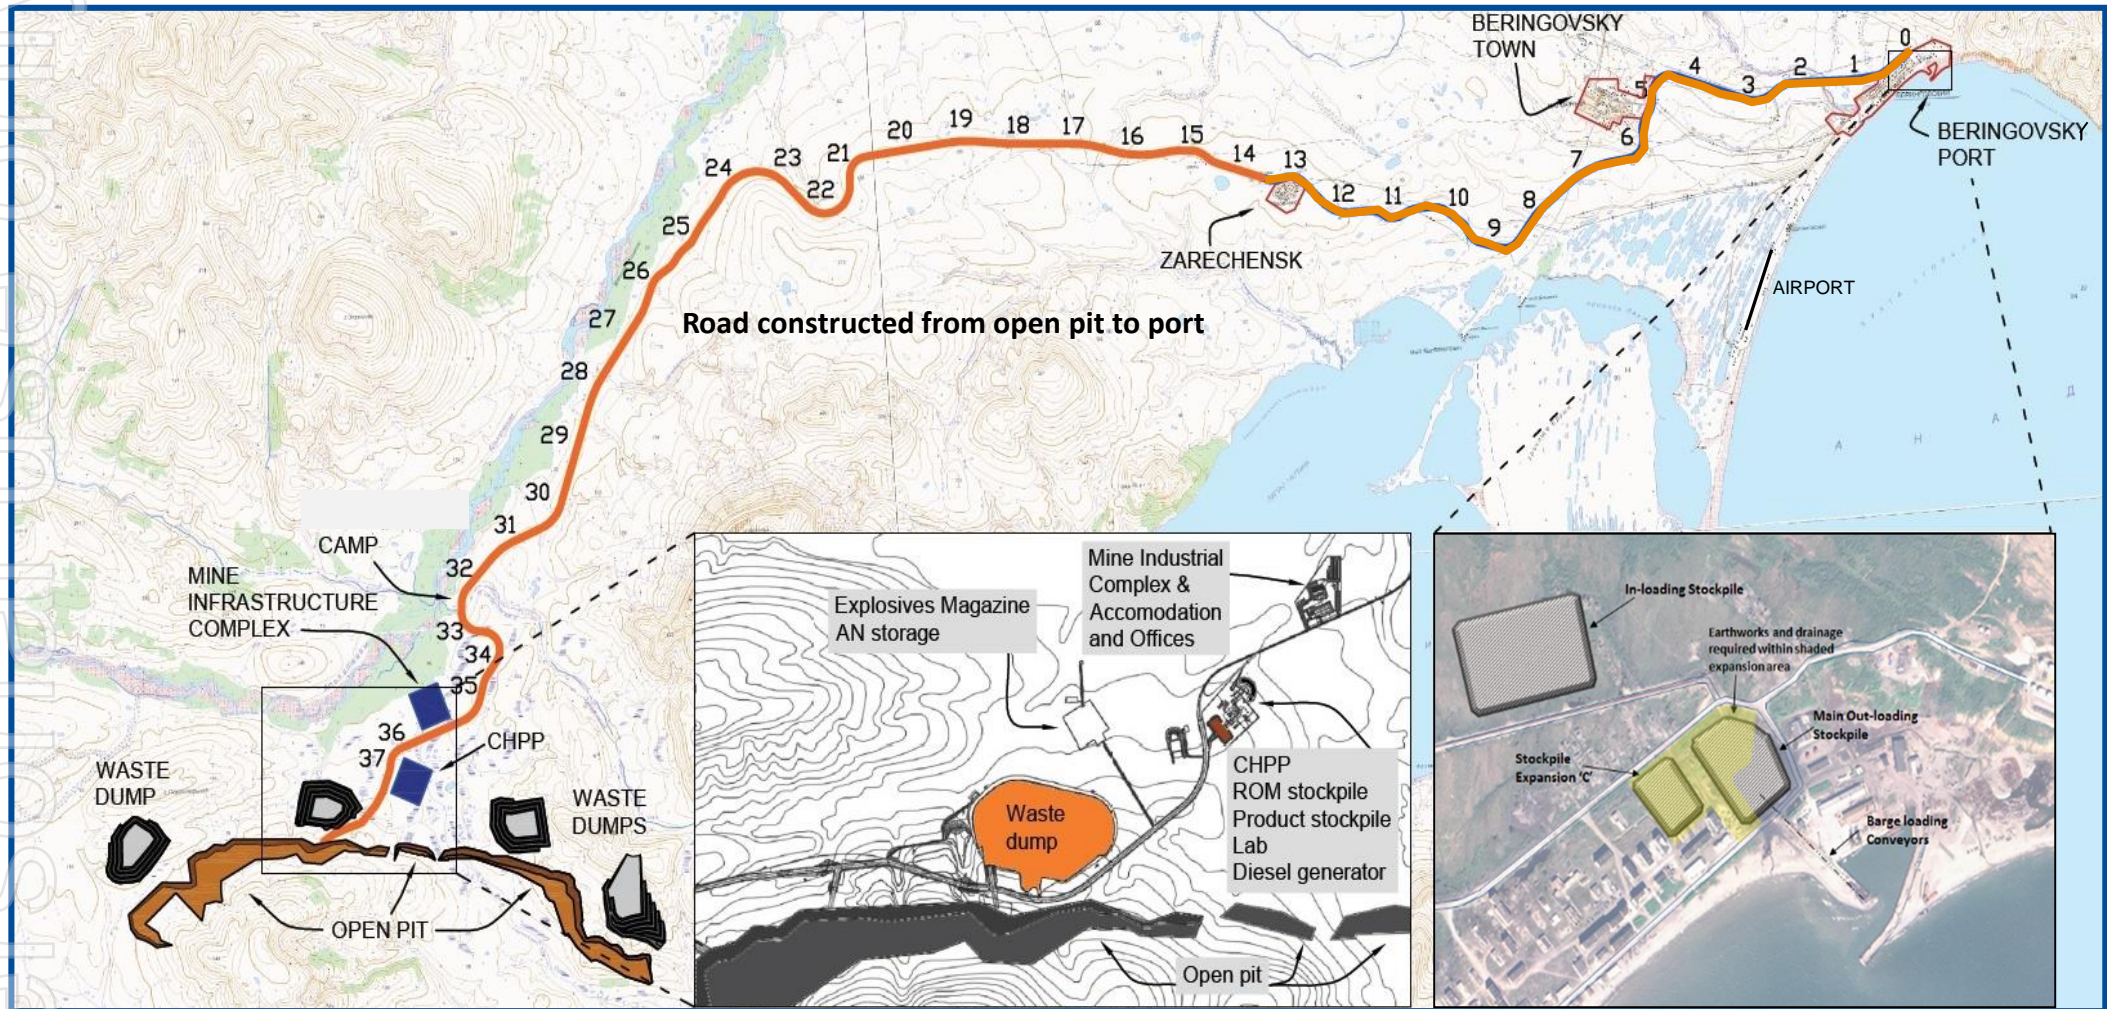 BERINGOVSKY
TOWN
0
1
2
3
4
5
6
7
8
9
10
11
12
13
14
15
16
17
18
19
20
21
22
23
24
25
26
27
28
29
30
31
32
33
34
35
36
37
BERINGOVSKY
PORT
ZARECHENSK
AIRPORT
Road constructed from open pit to port
CAMP
MINE
INFRASTRUCTURE
COMPLEX
CHPP
WASTE
DUMP
WASTE
DUMPS
OPEN PIT
Explosives Magazine
AN storage
Mine Industrial
Complex &
Accomodation
and Offices
Waste
dump
CHPP
ROM stockpile
Product stockpile
Lab
Diesel generator
Open pit
In-loading Stockpile
Earthworks and drainage
required within shaded
expansion area
Main Out-loading
Stockpile
Stockpile
Expansion 'C'
Barge loading
Conveyors
А Н А Д